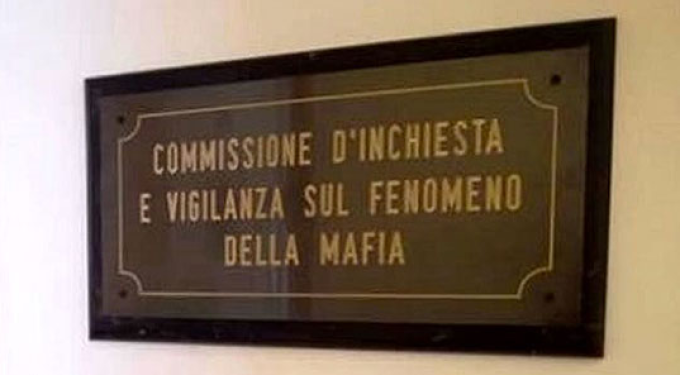 COMMISSIONE D'INCHIESTA
E VIGILANZA SUL FENOMENO
DELLA MAFIA